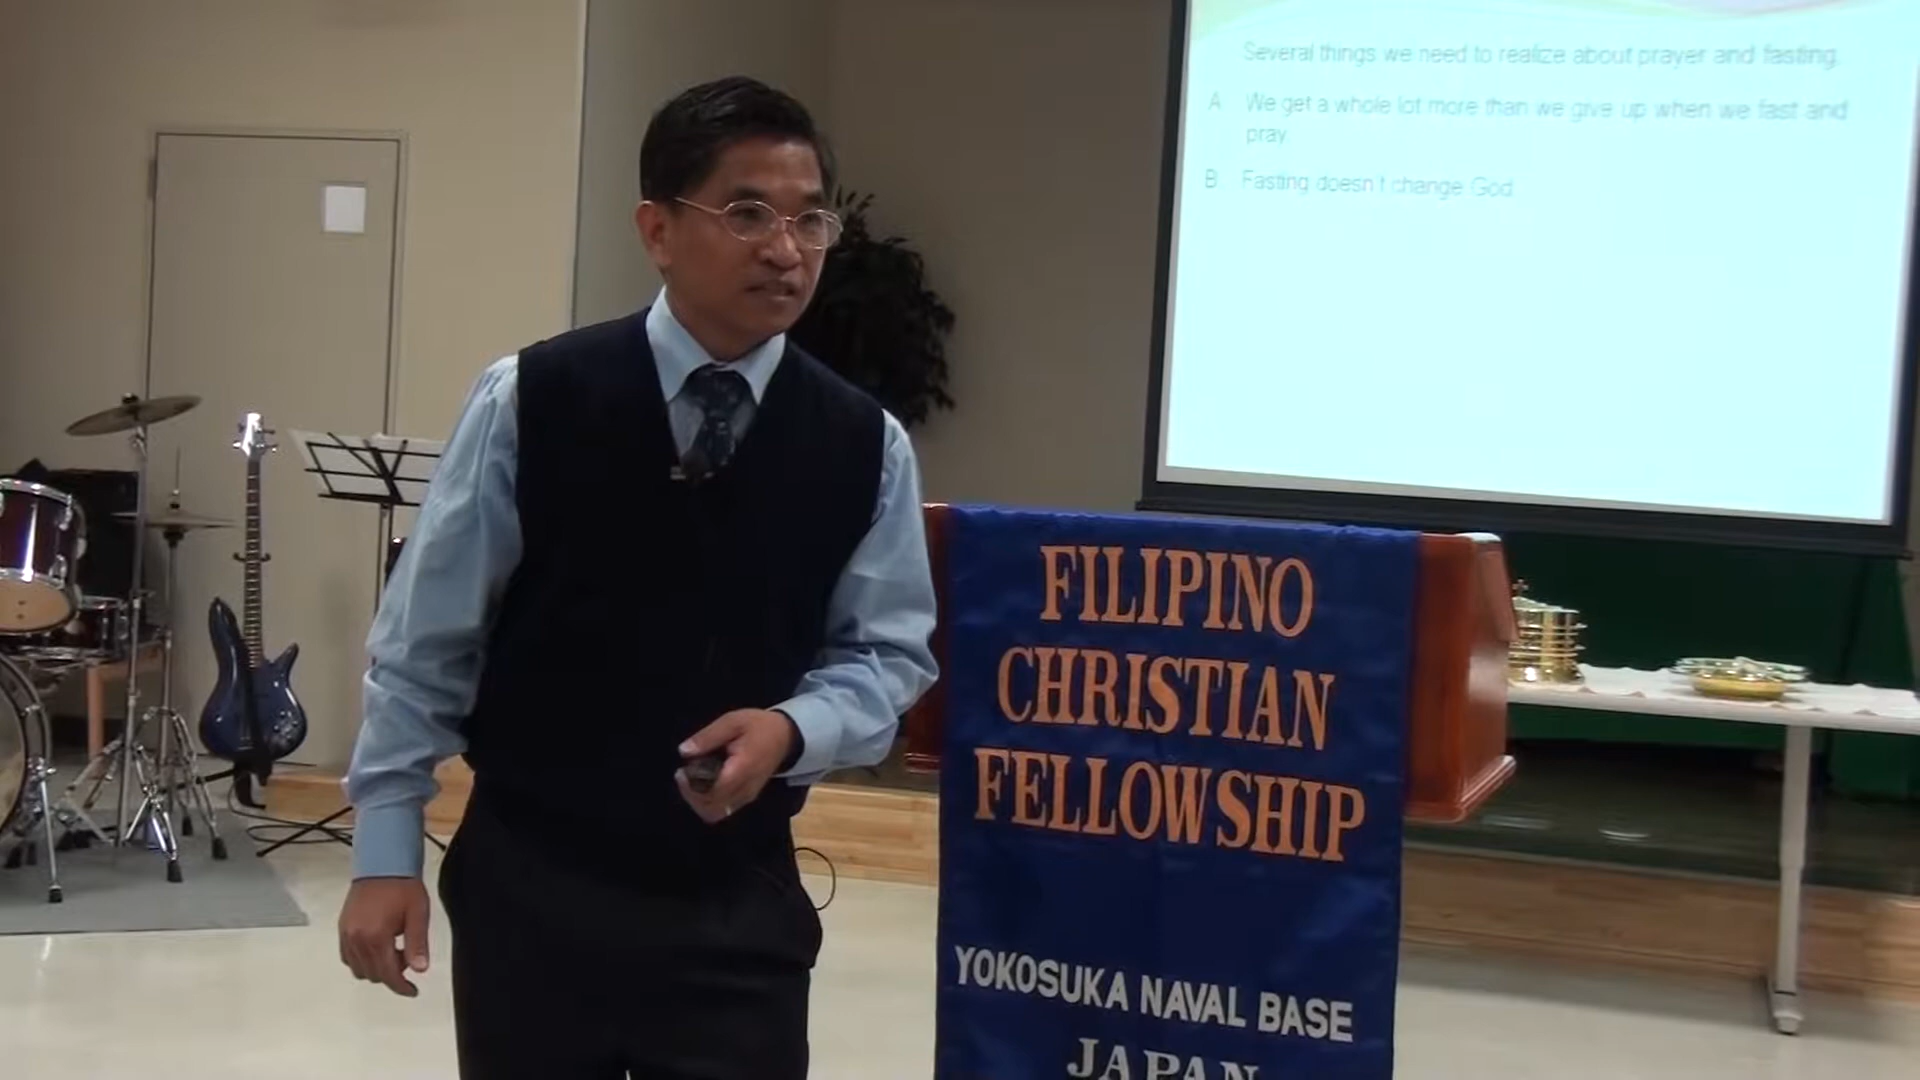 Several things we need to realize about prayer and fasting.
A. We get a whole lot more than we give up when we fast and
pray.
B. Fasting doesn't change God.
FILIPINO
CHRISTIAN
FELLOWSHIP
YOKOSUKA NAVAL BASE
JAPAN